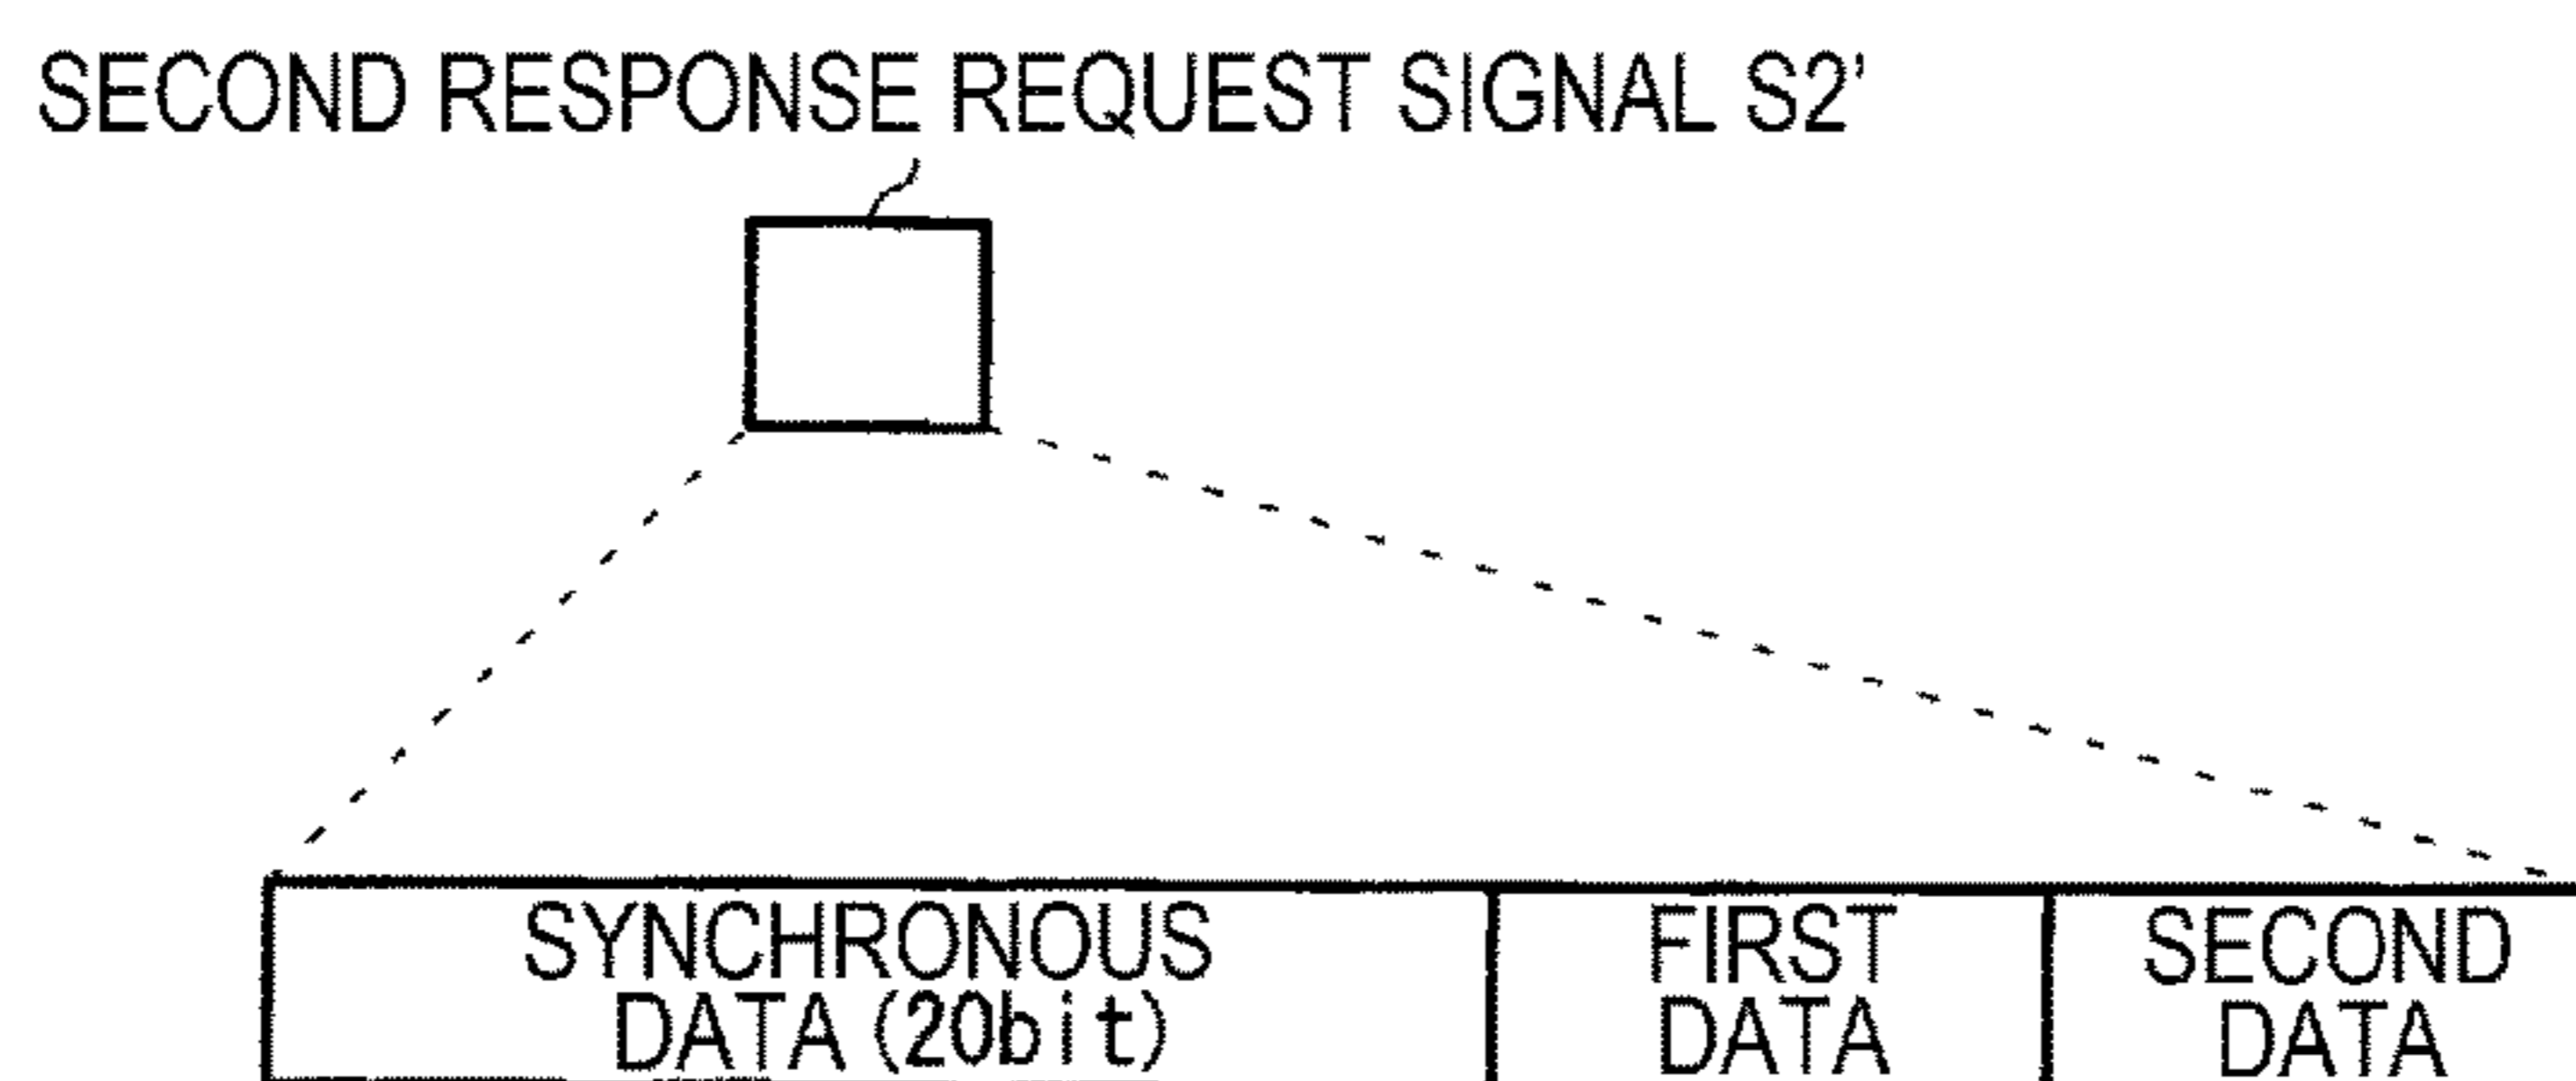 SECOND RESPONSE REQUEST SIGNAL S2'
SYNCHRONOUS
DATA (20bit)
FIRST
DATA
SECOND
DATA